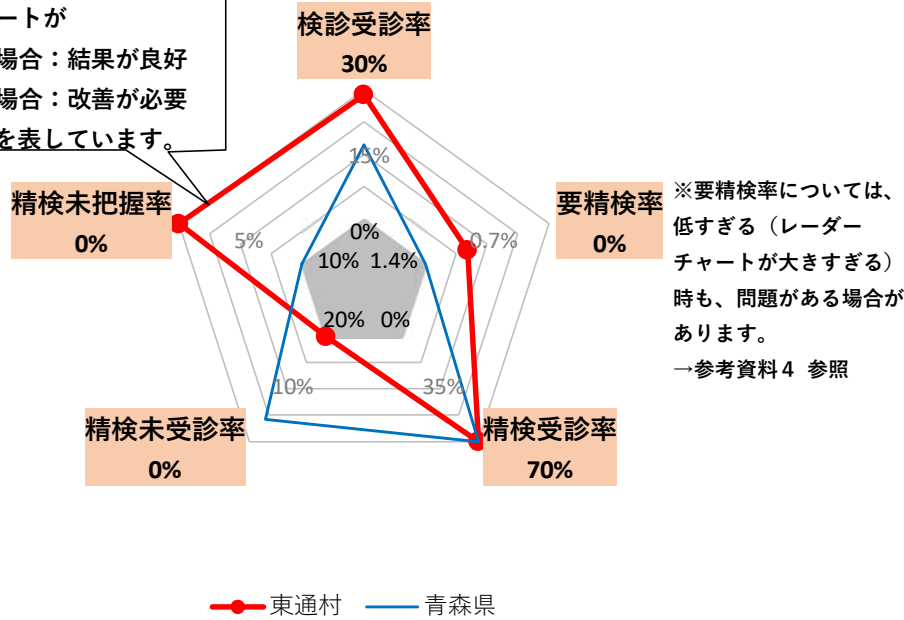 ートが
場合：結果が良好
場合：改善が必要
を表しています。
検診受診率
30%
15%
精検未把握率
0%
5%
0%
10%
1.4%
0.7%
要精検率
0%
※要精検率については、
低すぎる（レーダー
チャートが大きすぎる）
時も、問題がある場合が
あります。
→参考資料4 参照
20%
0%
10%
35%
精検未受診率
0%
精検受診率
70%
東通村
青森県